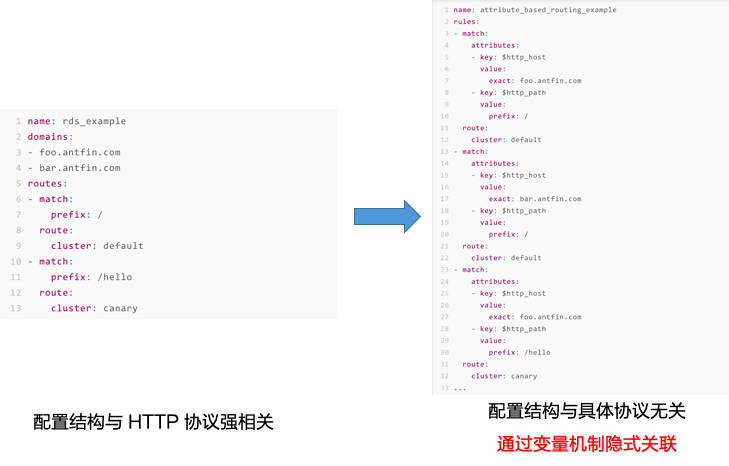 1 name: rds_example
2 domains:
3 - foo.antfin.com
4 - bar.antfin.com
5 routes:
6 - match:
7     prefix: /
8   route:
9     cluster: default
10 - match:
11     prefix: /hello
12   route:
13     cluster: canary
配置结构与 HTTP 协议强相关
1 name: attribute_based_routing_example
2 rules:
3 - match:
4     attributes:
5     - key: $http_host
6       value:
7         exact: foo.antfin.com
8     - key: $http_path
9       value:
10         prefix: /
11   route:
12     cluster: default
13 - match:
14     attributes:
15     - key: $http_host
16       value:
17         exact: bar.antfin.com
18     - key: $http_path
19       value:
20         prefix: /
21   route:
22     cluster: default
23 - match:
24     attributes:
25     - key: $http_host
26       value:
27         exact: foo.antfin.com
28     - key: $http_path
29       value:
30         prefix: /hello
31   route:
32     cluster: canary
33 ...
配置结构与具体协议无关
通过变量机制隐式关联